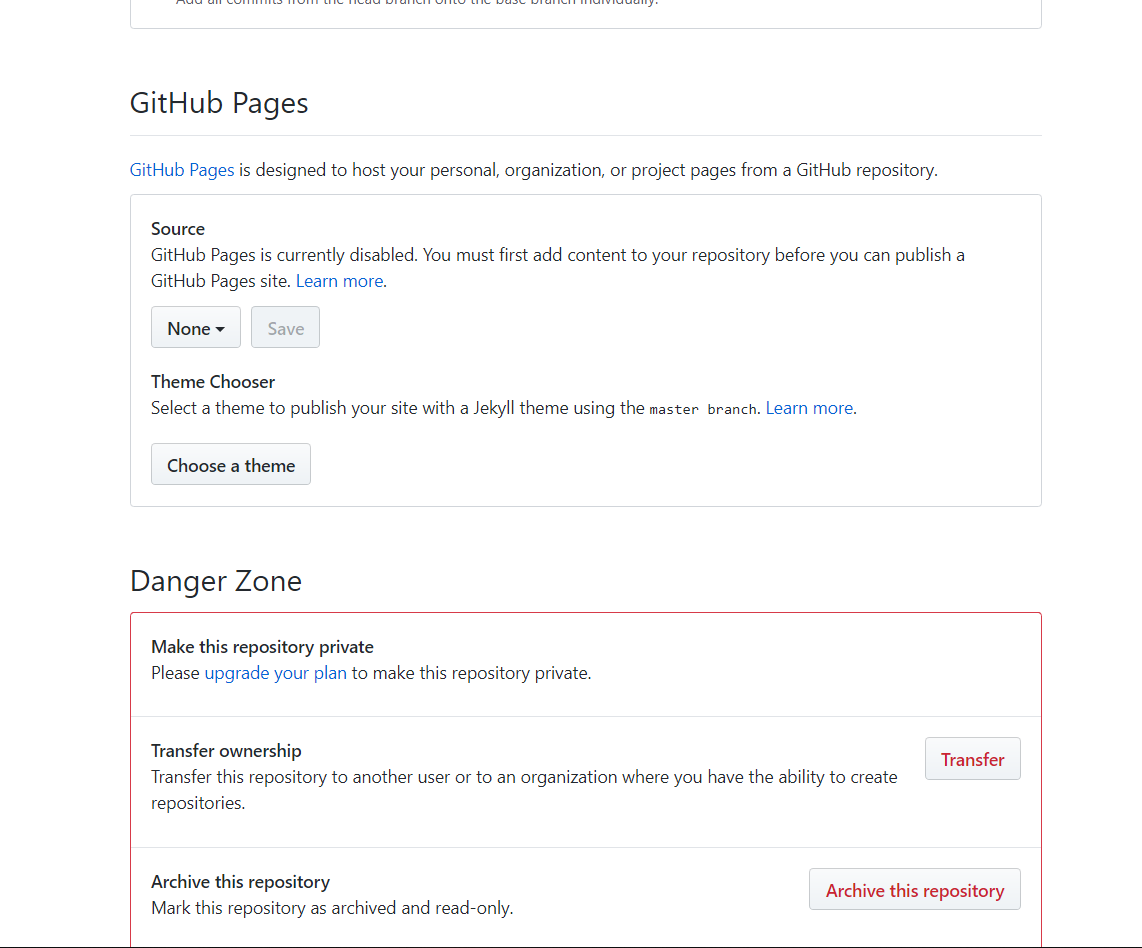 Add all commits from the head branch onto the base branch individually.
GitHub Pages
GitHub Pages is designed to host your personal, organization, or project pages from a GitHub repository.
Source
GitHub Pages is currently disabled. You must first add content to your repository before you can publish a
GitHub Pages site. Learn more.
None
Save
Theme Chooser
Select a theme to publish your site with a Jekyll theme using the master branch. Learn more.
Choose a theme
Danger Zone
Make this repository private
Please upgrade your plan to make this repository private.
Transfer ownership
Transfer this repository to another user or to an organization where you have the ability to create
repositories.
Transfer
Archive this repository
Mark this repository as archived and read-only.
Archive this repository